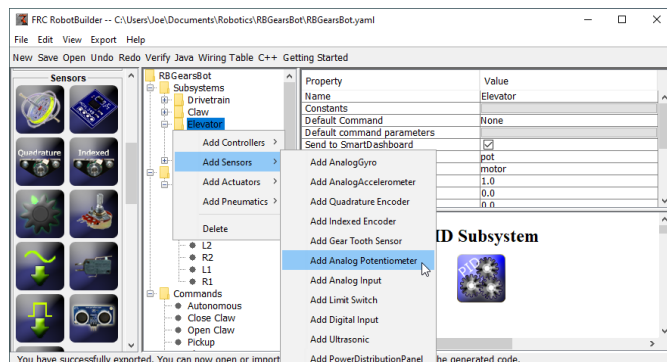 FRC RobotBuilder -- C:\Users\Joe\Documents\Robotics\RBGearsBot\RBGearsBot.yaml
File Edit View Export Help
New Save Open Undo Redo Verify Java Wiring Table C++ Getting Started
Sensors
Quadrature Indexed
RBGearsBot
Subsystems
Drivetrain
Claw
Elevator
Add Controllers >
Add Sensors >
Add Actuators >
Add Pneumatics >
Delete
Add AnalogGyro
Add AnalogAccelerometer
Add Quadrature Encoder
Add Indexed Encoder
Add Gear Tooth Sensor
Add Analog Potentiometer
Add Analog Input
Add Limit Switch
Add Digital Input
Add Ultrasonic
Add PowerDistributionPanel
L2
R2
L1
R1
Commands
Autonomous
Close Claw
Open Claw
Pickup
Property Value
Name Elevator
Constants
Default Command None
Default command parameters
Send to SmartDashboard
pot
motor
1.0
0.0
0.0
ID Subsystem
PID
You have successfully exported. You can now open or import he generated code.